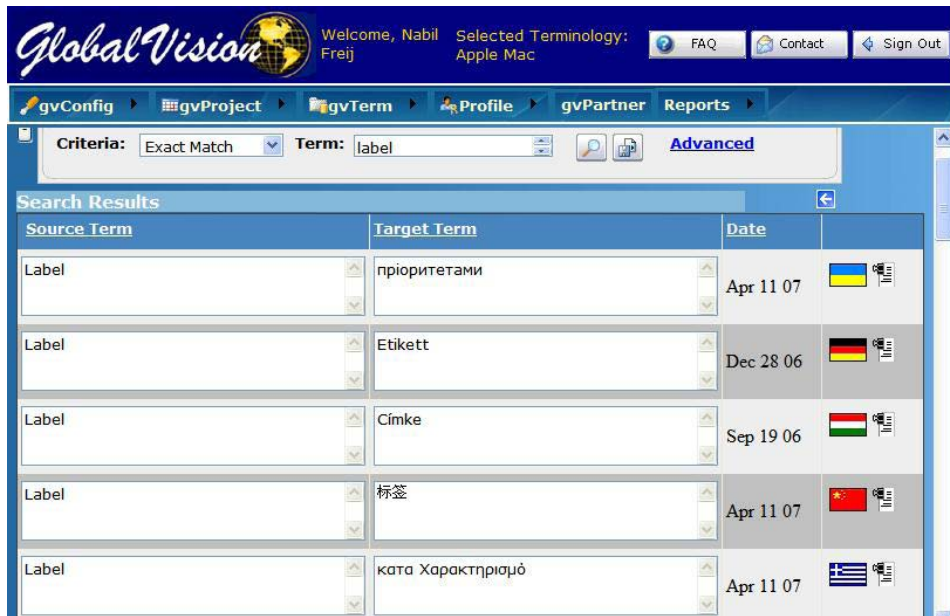 GlobalVision
Welcome, Nabil Freij
Selected Terminology: Apple Mac
FAQ
Contact
Sign Out
gvConfig
gvProject
gvTerm
Profile
gvPartner
Reports
Criteria: Exact Match Term: label Advanced
Search Results
Source Term Target Term Date
Label пріоритетами Apr 11 07
Label Etikett Dec 28 06
Label Címke Sep 19 06
Label 标签 Apr 11 07
Label κατα Χαρακτηρισμό Apr 11 07